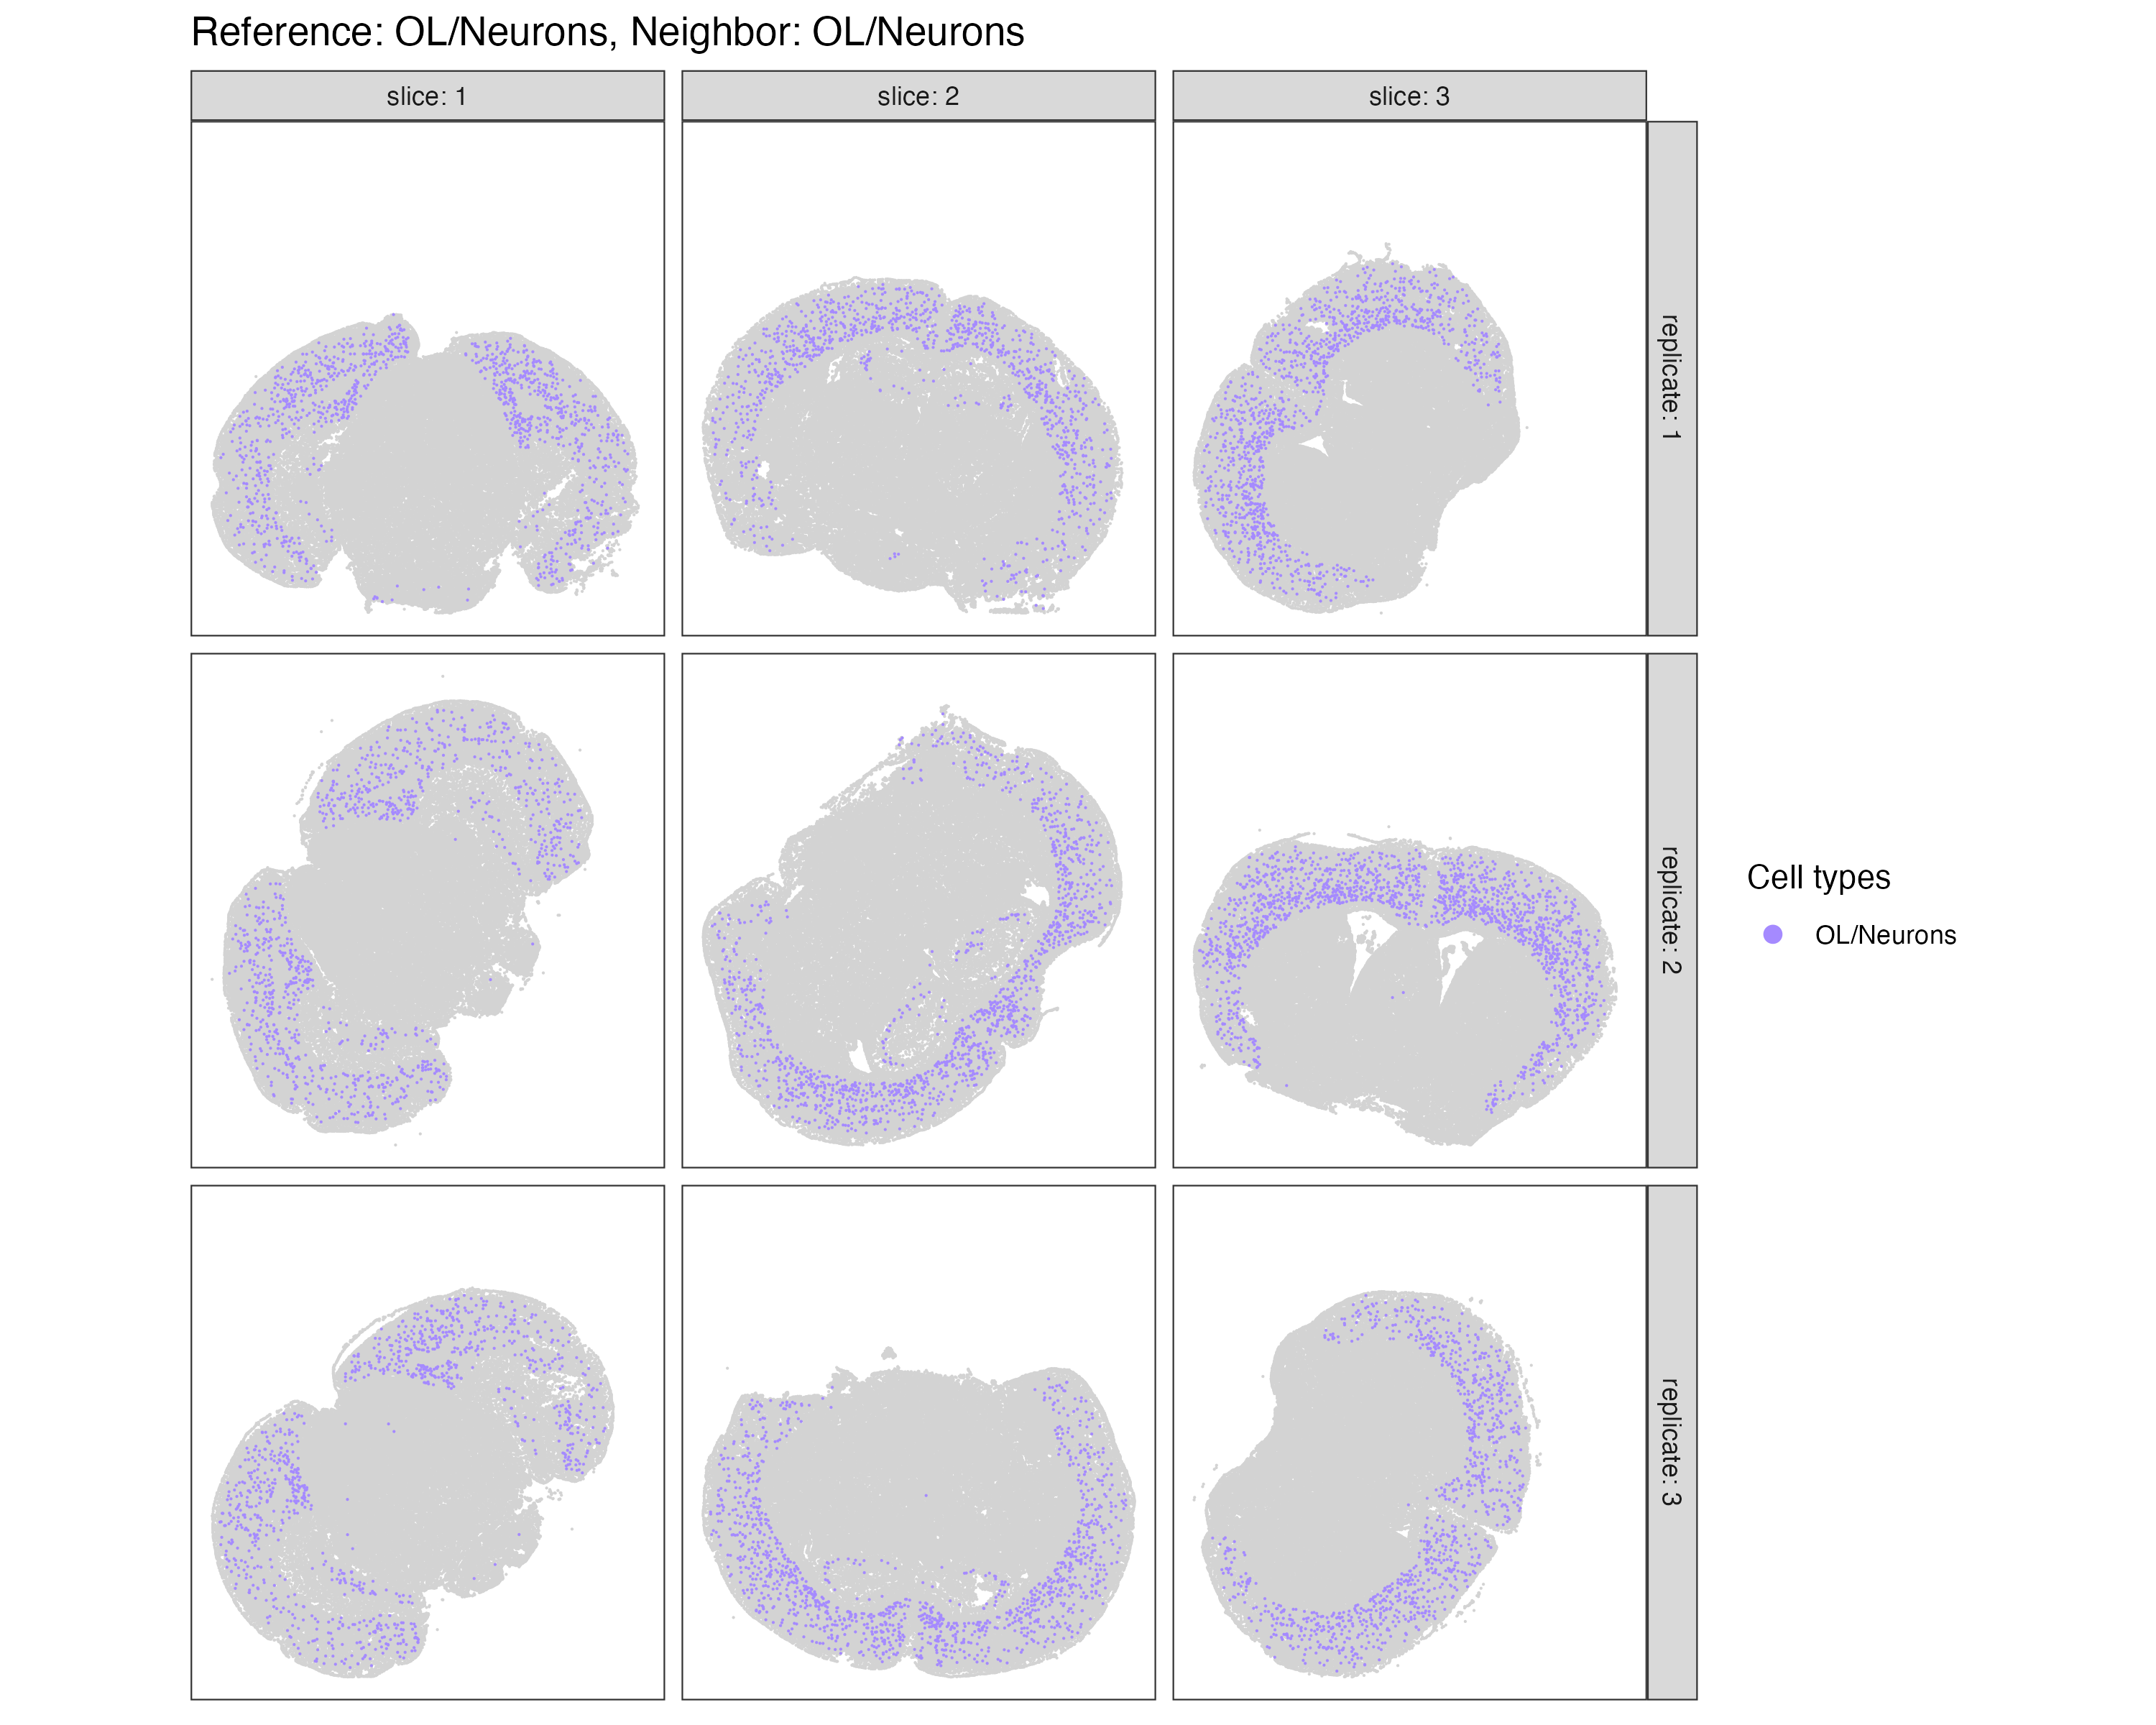 Reference: OL/Neurons, Neighbor: OL/Neurons
slice: 1
slice: 2
slice: 3
replicate: 1
replicate: 2
replicate: 3
Cell types
OL/Neurons